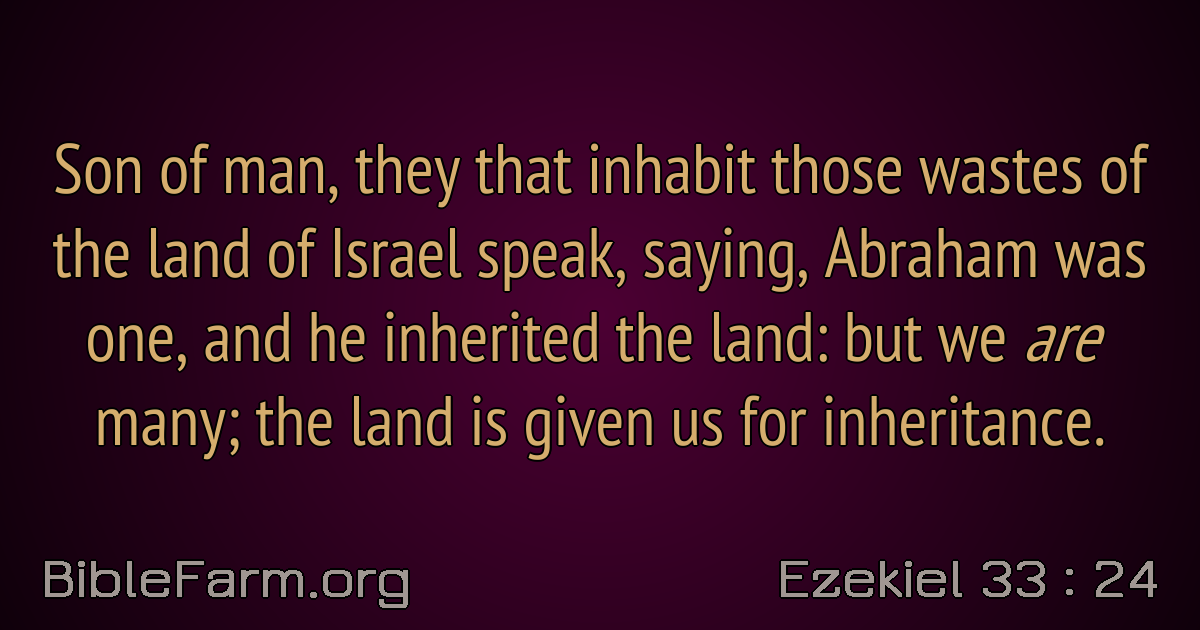 Son of man, they that inhabit those wastes of
the land of Israel speak, saying, Abraham was
one, and he inherited the land: but we are
many; the land is given us for inheritance.
BibleFarm.org
Ezekiel 33 : 24